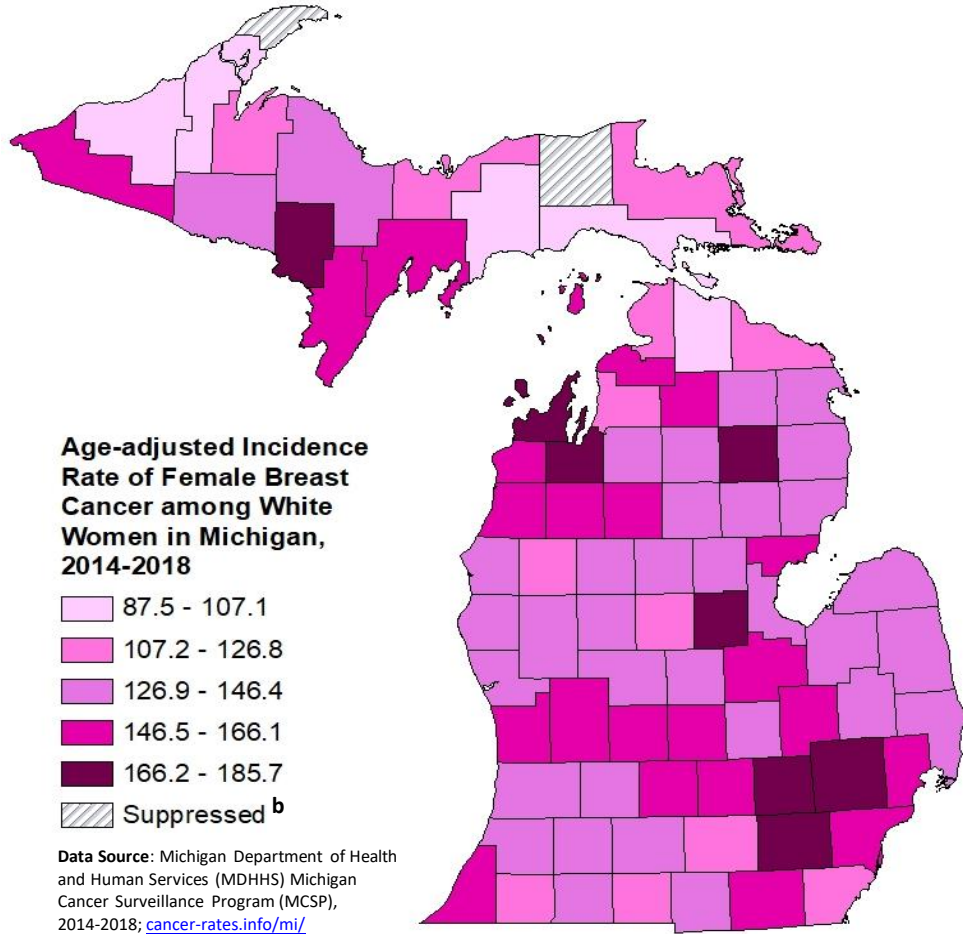 Age-adjusted Incidence
Rate of Female Breast
Cancer among White
Women in Michigan,
2014-2018
87.5 - 107.1
107.2 - 126.8
126.9 - 146.4
146.5 - 166.1
166.2 - 185.7
Suppressed b
Data Source: Michigan Department of Health
and Human Services (MDHHS) Michigan
Cancer Surveillance Program (MCSP),
2014-2018; cancer-rates.info/mi/